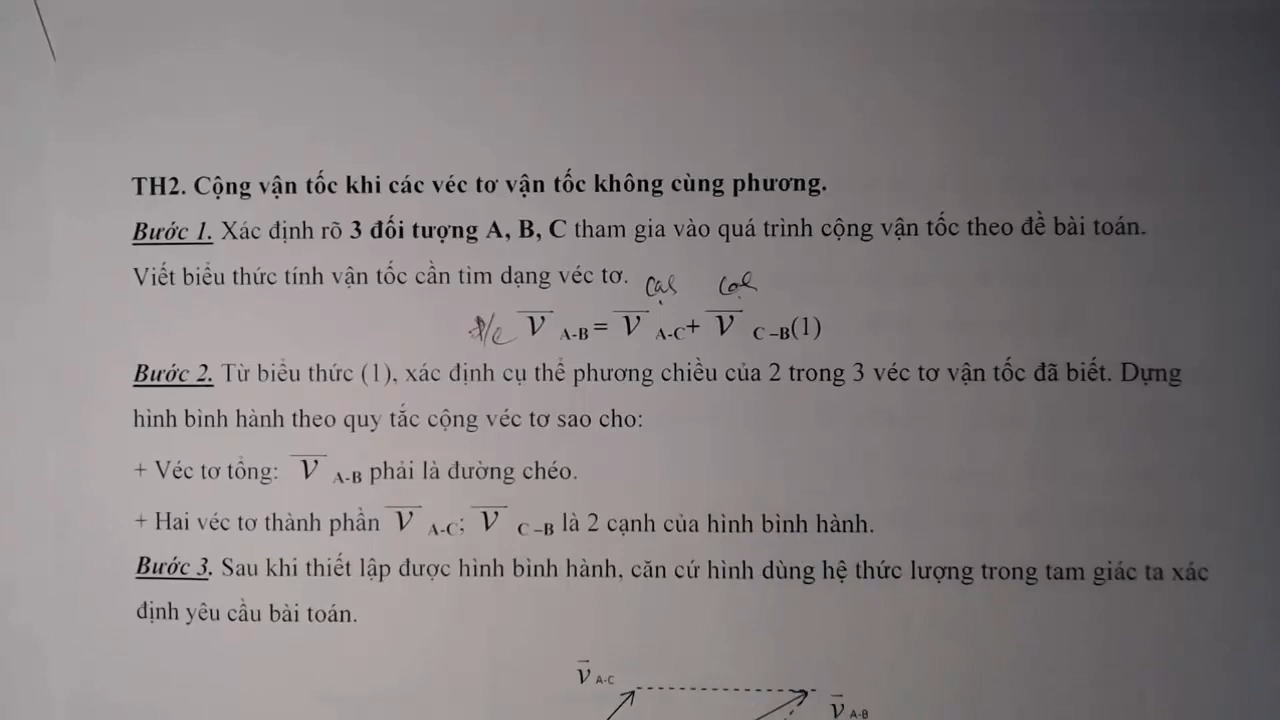 TH2. Cộng vận tốc khi các véc tơ vận tốc không cùng phương.
Bước 1. Xác định rõ 3 đối tượng A, B, C tham gia vào quá trình cộng vận tốc theo đề bài toán.
Viết biểu thức tính vận tốc cần tìm dạng véc tơ.
cạh cạh
đ/c V A-B = V A-C + V C –B (1)
Bước 2. Từ biểu thức (1), xác định cụ thể phương chiều của 2 trong 3 véc tơ vận tốc đã biết. Dựng
hình bình hành theo quy tắc cộng véc tơ sao cho:
+ Véc tơ tổng: V A-B phải là đường chéo.
+ Hai véc tơ thành phần V A-C; V C –B là 2 cạnh của hình bình hành.
Bước 3. Sau khi thiết lập được hình bình hành, căn cứ hình dùng hệ thức lượng trong tam giác ta xác
định yêu cầu bài toán.
V A-C
V A-B